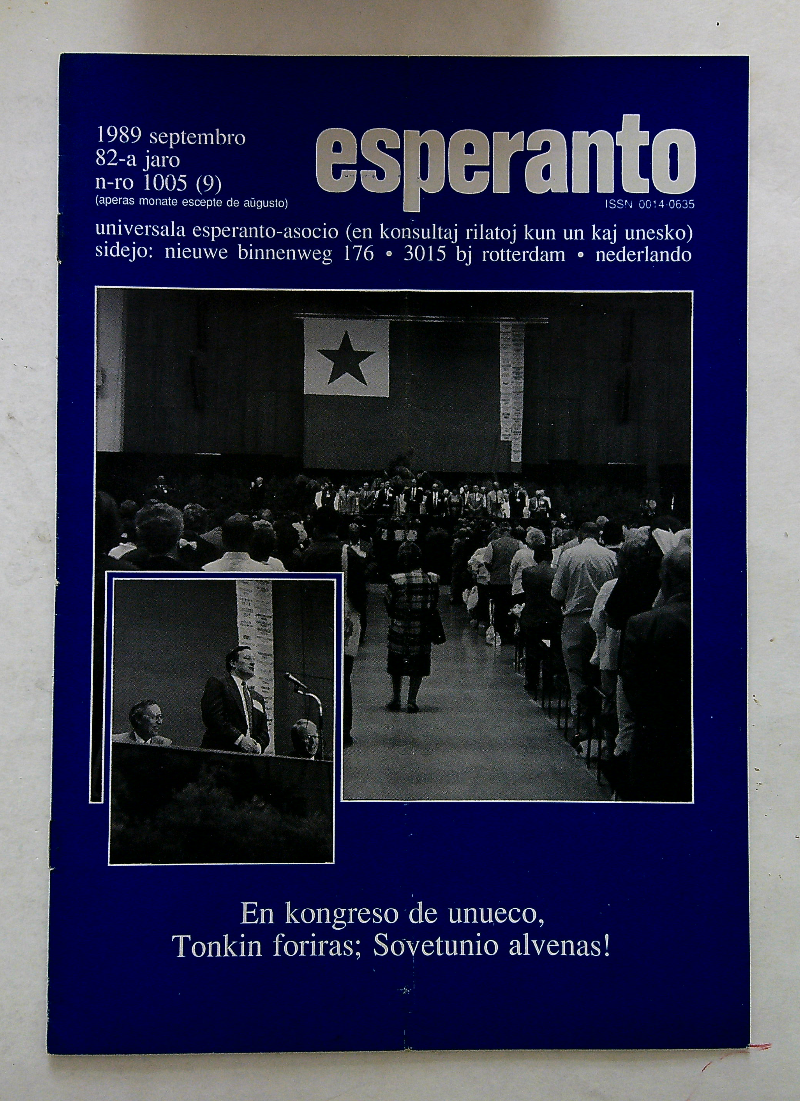 1989 septembro
82-a jaro
n-ro 1005 (9)
(aperas monate escepte de aŭgusto)
esperanto
ISSN 0014-0635
universala esperanto-asocio (en konsultaj rilatoj kun un kaj unesko)
sidejo: nieuwe binnenweg 176 • 3015 bj rotterdam • nederlando
En kongreso de unueco,
Tonkin foriras; Sovetunio alvenas!